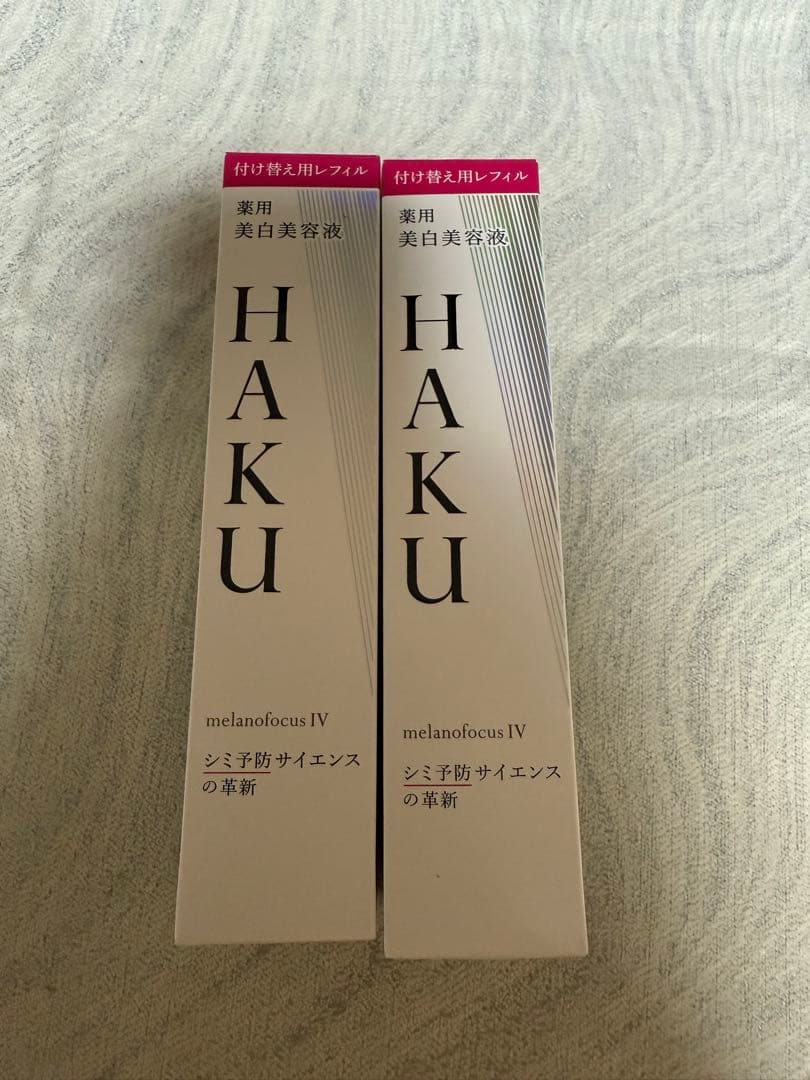 付け替え用レフィル
薬用
美白美容液
HAKU
melanofocus IV
シミ予防サイエンス
の革新
付け替え用レフィル
薬用
美白美容液
HAKU
melanofocus IV
シミ予防サイエンス
の革新